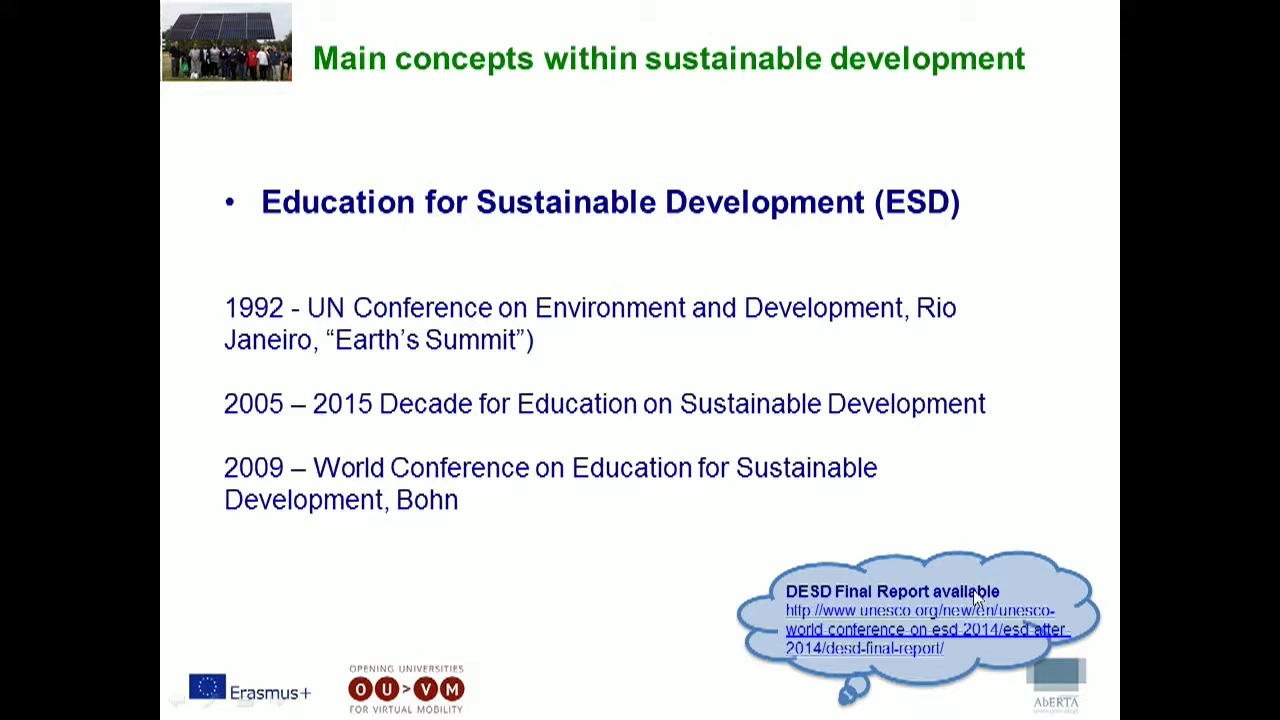 Main concepts within sustainable development
• Education for Sustainable Development (ESD)
1992 - UN Conference on Environment and Development, Rio
Janeiro, “Earth’s Summit”)
2005 – 2015 Decade for Education on Sustainable Development
2009 – World Conference on Education for Sustainable
Development, Bohn
DESD Final Report available
http://www.unesco.org/new/en/unesco-
world-conference-on-esd-2014/esd-after-
2014/desd-final-report/
Erasmus+
OPENING UNIVERSITIES
OU>VM
FOR VIRTUAL MOBILITY
AbERTA